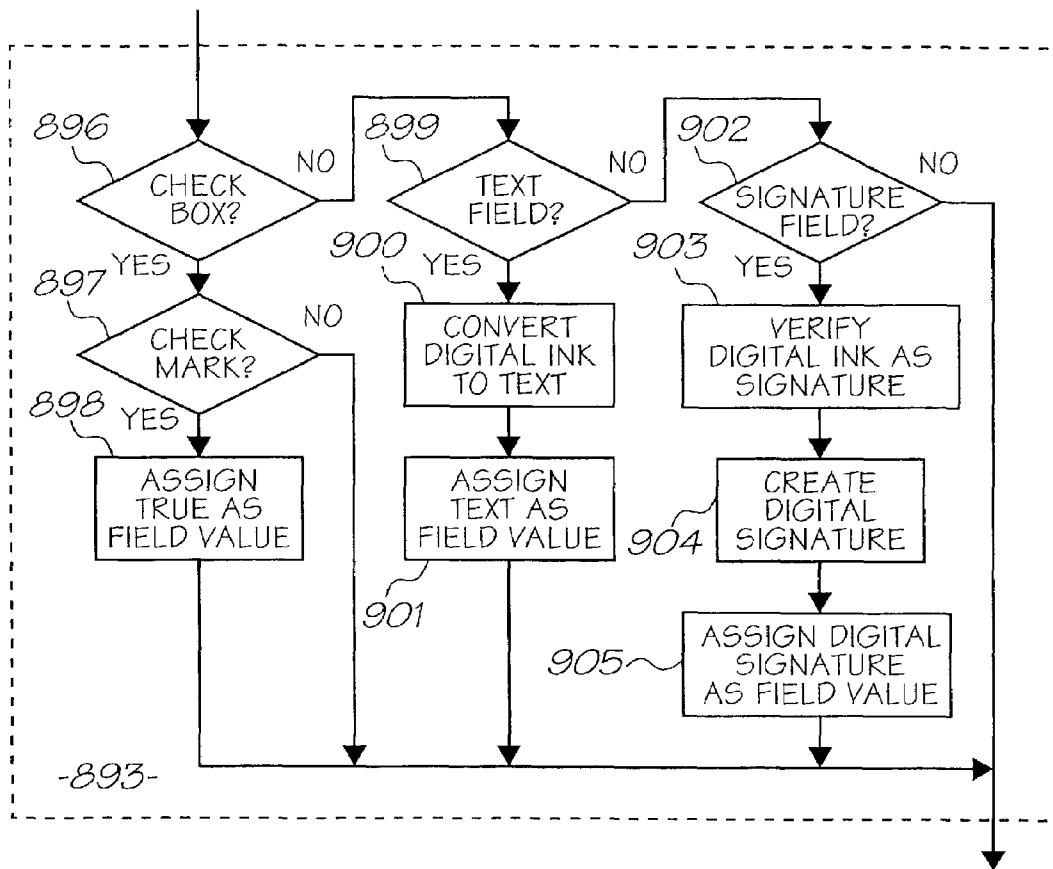 896
CHECK
BOX?
NO
YES
897
CHECK
MARK?
NO
YES
898
ASSIGN
TRUE AS
FIELD VALUE
899
TEXT
FIELD?
NO
YES
900
CONVERT
DIGITAL INK
TO TEXT
ASSIGN
TEXT AS
FIELD VALUE
901
902
SIGNATURE
FIELD?
NO
YES
903
VERIFY
DIGITAL INK AS
SIGNATURE
CREATE
DIGITAL
SIGNATURE
904
ASSIGN DIGITAL
SIGNATURE
AS FIELD VALUE
905
-893-